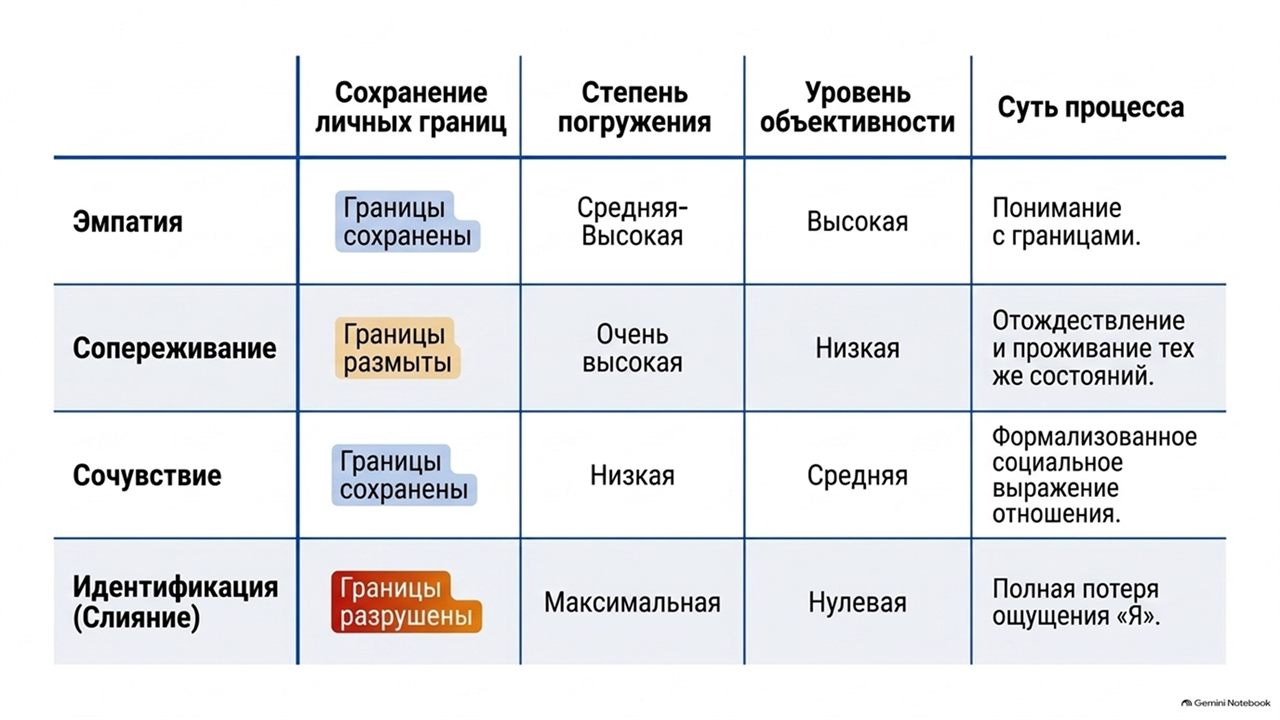 Сохранение
личных границ
Степень
погружения
Уровень
объективности
Суть процесса
Эмпатия
Границы
сохранены
Средняя-
Высокая
Высокая
Понимание
с границами.
Сопереживание
Границы
размыты
Очень
высокая
Низкая
Отождествление
и проживание тех
же состояний.
Сочувствие
Границы
сохранены
Низкая
Средняя
Формализованное
социальное
выражение
отношения.
Идентификация
(Слияние)
Границы
разрушены
Максимальная
Нулевая
Полная потеря
ощущения «Я».
Gemini Notebook